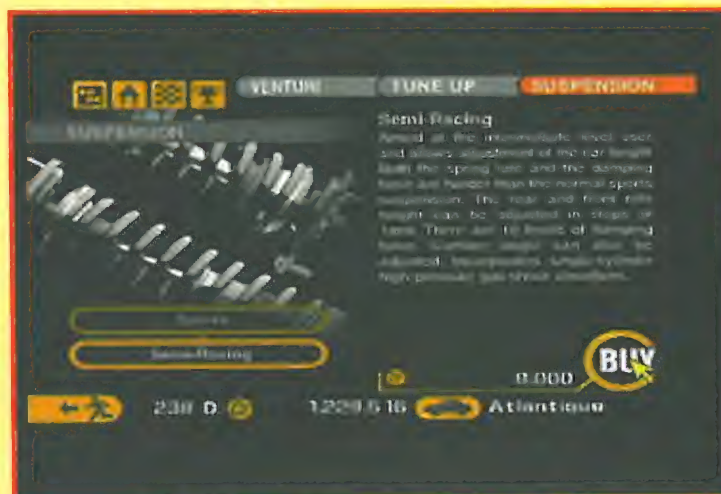 VENTURI TUNE UP SUSPENSION
SUSPENSION
Semi-Racing
Aimed at the intermediate level user
and allows adjustment of the car height.
Both the spring rate and the damping
force are harder than the normal sports
suspension. The rear and front ride
height can be adjusted in steps of
1mm. There are 10 levels of damping
force. Camber angle can also be
adjusted. Incorporates single-cylinder
high-pressure gas shock absorbers.
Sports
Semi-Racing
8.000
BUY
238 D 1.229.516 Atlantique